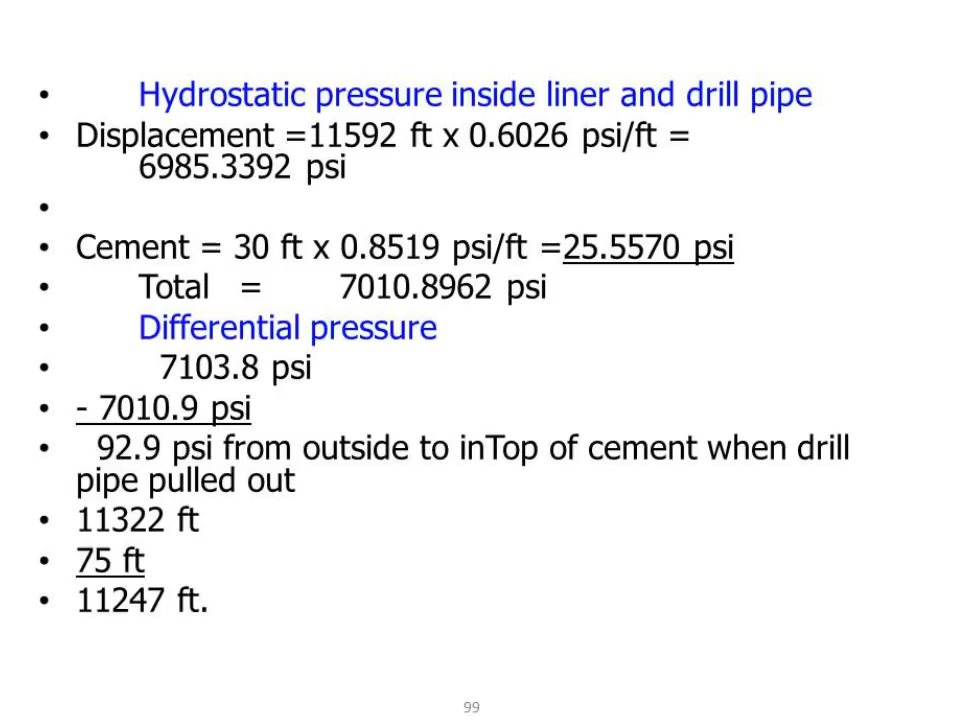 • Hydrostatic pressure inside liner and drill pipe
• Displacement =11592 ft x 0.6026 psi/ft =
6985.3392 psi
•
• Cement = 30 ft x 0.8519 psi/ft =25.5570 psi
• Total = 7010.8962 psi
• Differential pressure
• 7103.8 psi
• - 7010.9 psi
• 92.9 psi from outside to inTop of cement when drill
pipe pulled out
• 11322 ft
• 75 ft
• 11247 ft.
99